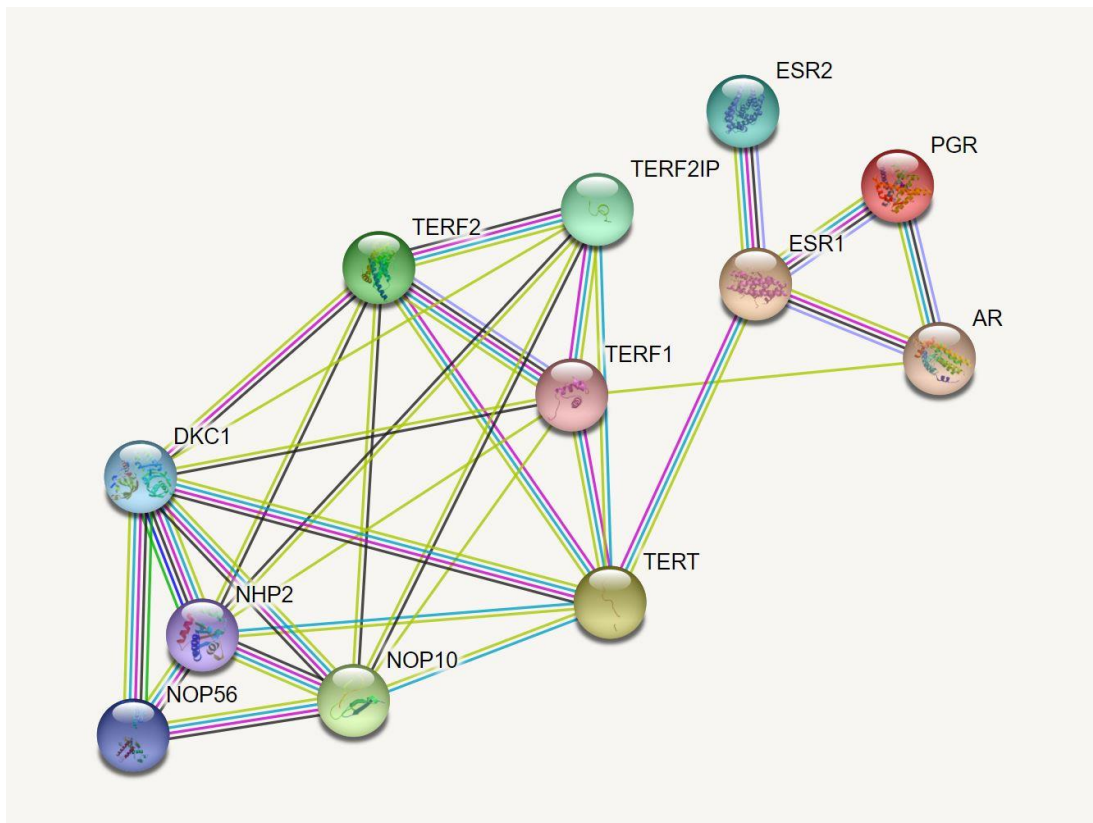 ESR2
PGR
TERF2IP
TERF2
ESR1
AR
TERF1
DKC1
TERT
NHP2
NOP10
NOP56